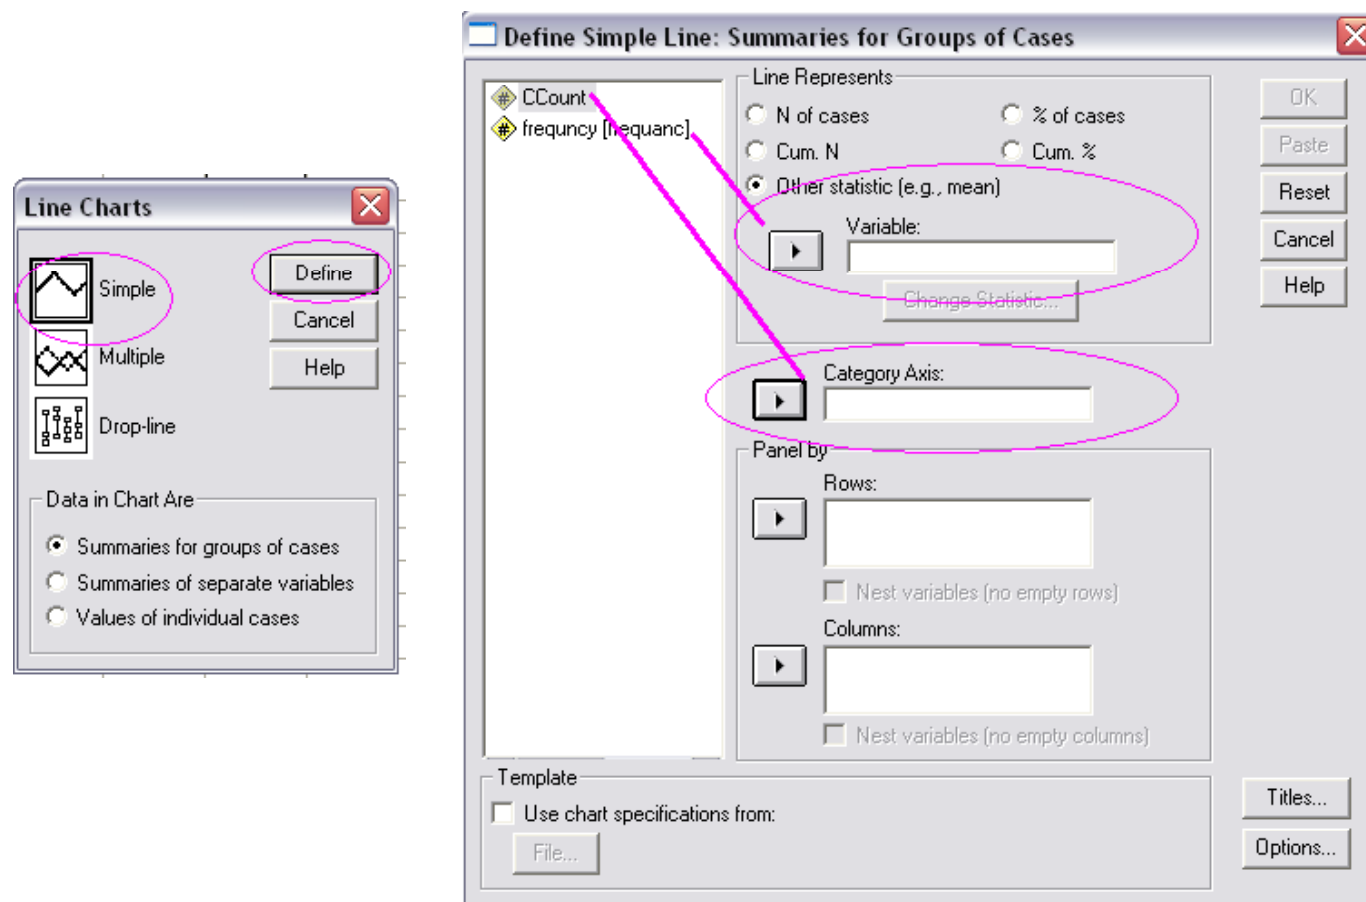 Line Charts
Simple
Define
Cancel
Multiple
Help
Drop-line
Data in Chart Are
Summaries for groups of cases
Summaries of separate variables
Values of individual cases
Define Simple Line: Summaries for Groups of Cases
CCount
frequncy [frequanc]
Line Represents
N of cases
% of cases
Cum. N
Cum. %
Other statistic (e.g., mean)
Variable:
Change Statistic...
Category Axis:
Panel by
Rows:
Nest variables (no empty rows)
Columns:
Nest variables (no empty columns)
Template
Use chart specifications from:
File...
OK
Paste
Reset
Cancel
Help
Titles...
Options...